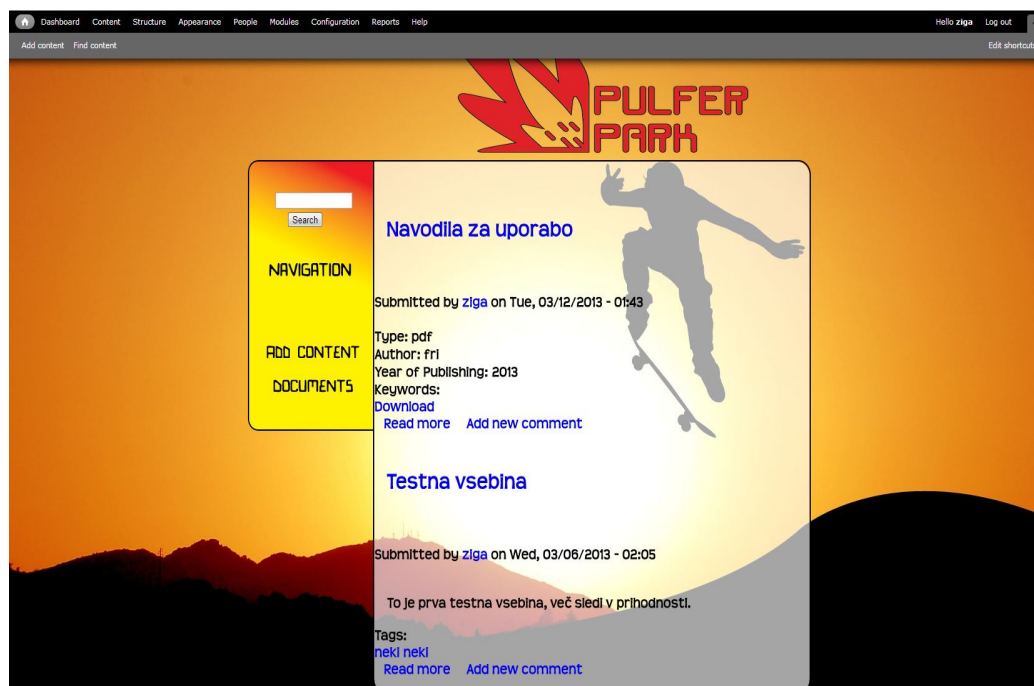 Dashboard Content Structure Appearance People Modules Configuration Reports Help Hello ziga Log out
Add content Find content Edit shortcuts
PULFER
PARK
Search
NAVIGATION
ADD CONTENT
DOCUMENTS
Navodila za uporabo
Submitted by ziga on Tue, 03/12/2013 - 01:43
Type: pdf
Author: fri
Year of Publishing: 2013
Keywords:
Download
Read more Add new comment
Testna vsebina
Submitted by ziga on Wed, 03/06/2013 - 02:05
To je prva testna vsebina, več sledi v prihodnosti.
Tags:
neki neki
Read more Add new comment